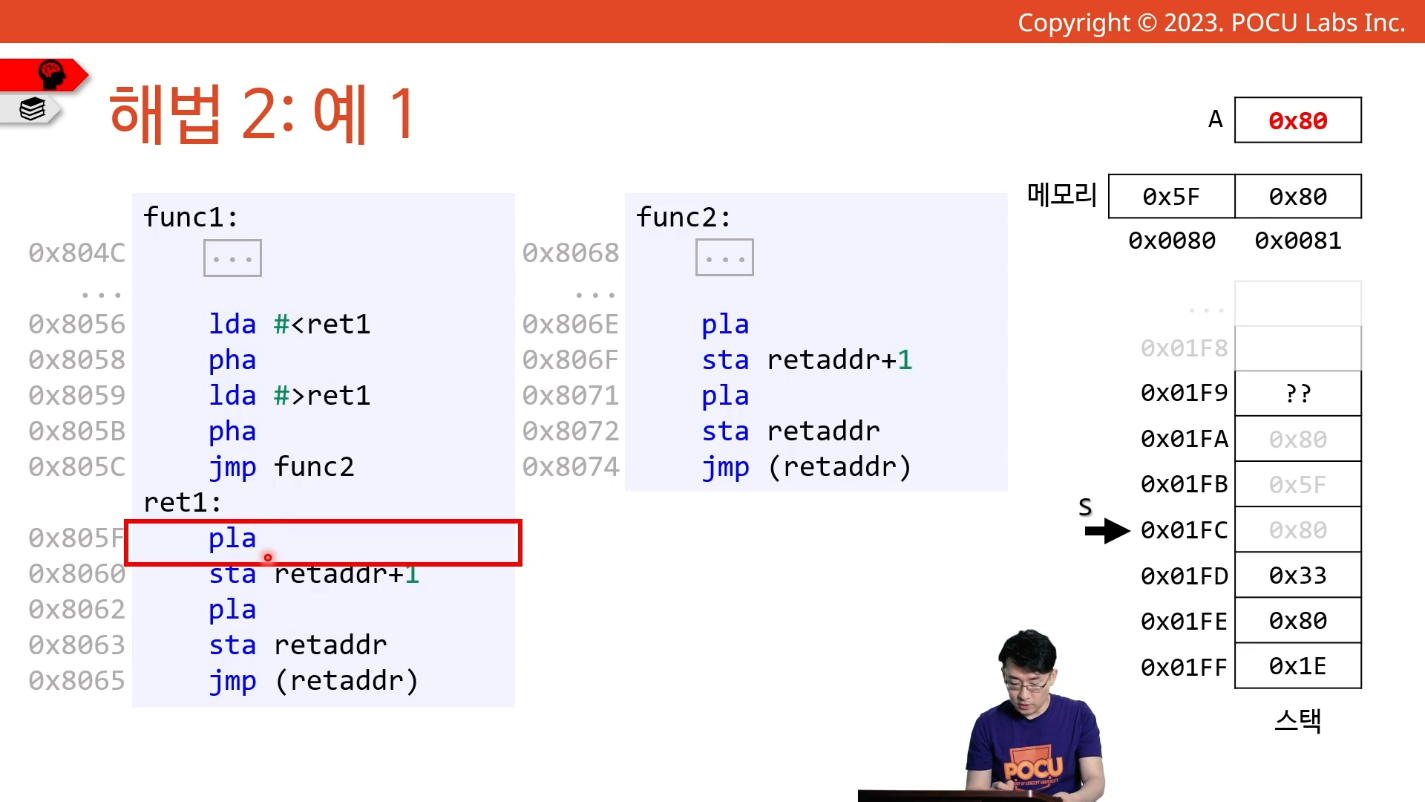 Copyright © 2023. POCU Labs Inc.
해법 2: 예 1
func1:
0x804C ...
...
0x8056 lda #<ret1
0x8058 pha
0x8059 lda #>ret1
0x805B pha
0x805C jmp func2
ret1:
0x805F pla
0x8060 sta retaddr+1
0x8062 pla
0x8063 sta retaddr
0x8065 jmp (retaddr)
func2:
0x8068 ...
...
0x806E pla
0x806F sta retaddr+1
0x8071 pla
0x8072 sta retaddr
0x8074 jmp (retaddr)
A 0x80
메모리 0x5F 0x80
0x0080 0x0081
...
0x01F8
0x01F9 ??
0x01FA 0x80
0x01FB 0x5F
S
0x01FC 0x80
0x01FD 0x33
0x01FE 0x80
0x01FF 0x1E
스택
POCU